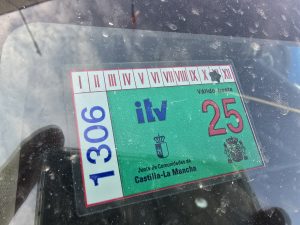 I II III IV V VI VII VIII IX X XII
1306
itv
Válido hasta
25
Junta de Comunidades de
Castilla-La Mancha